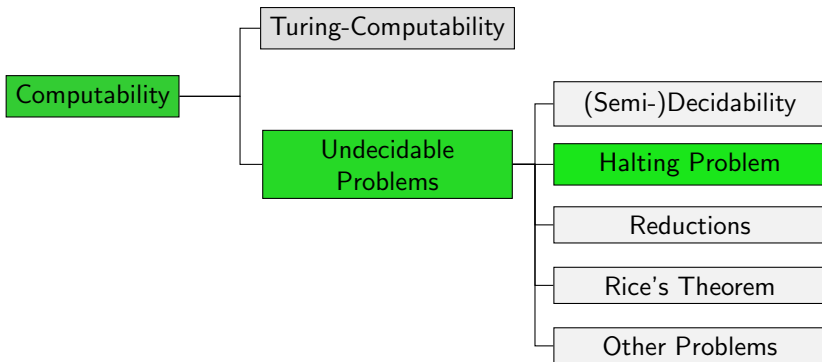 Turing-Computability
Computability
(Semi-)Decidability
Undecidable
Problems
Halting Problem
Reductions
Rice's Theorem
Other Problems